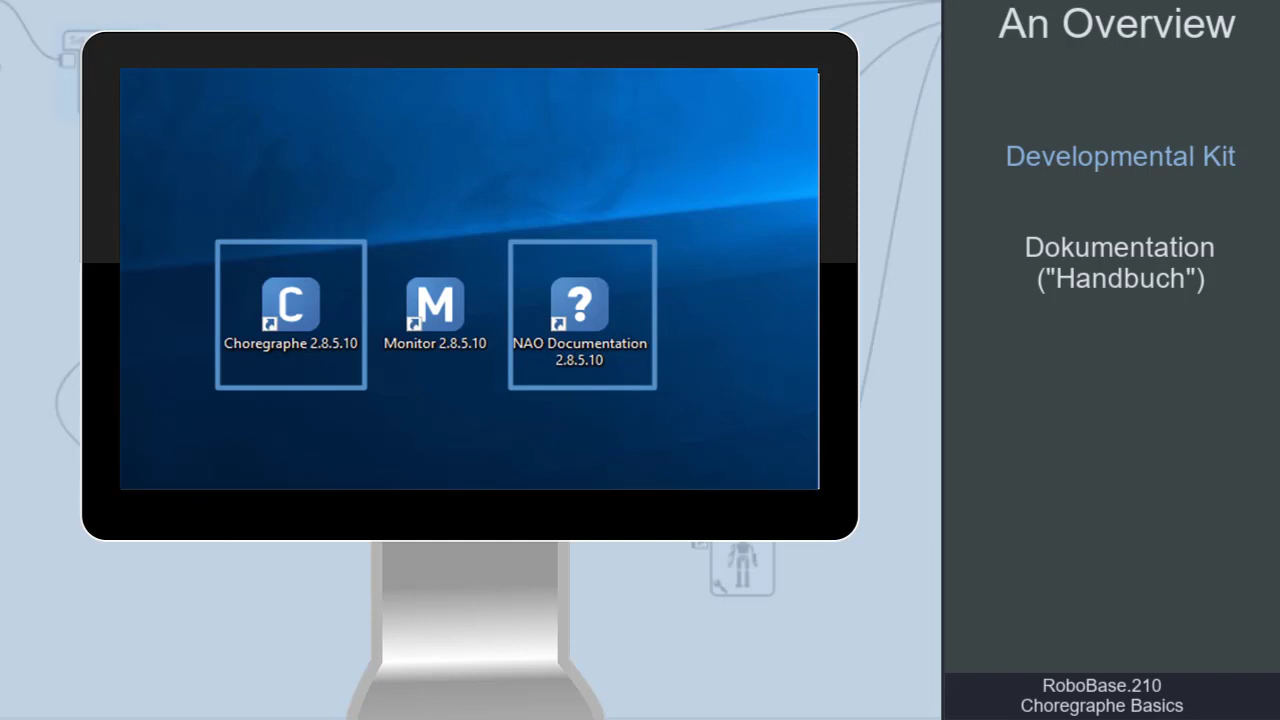 An Overview
Developmental Kit
Dokumentation
("Handbuch")
C
M
?
Choregraphe 2.8.5.10
Monitor 2.8.5.10
NAO Documentation
2.8.5.10
RoboBase.210
Choregraphe Basics